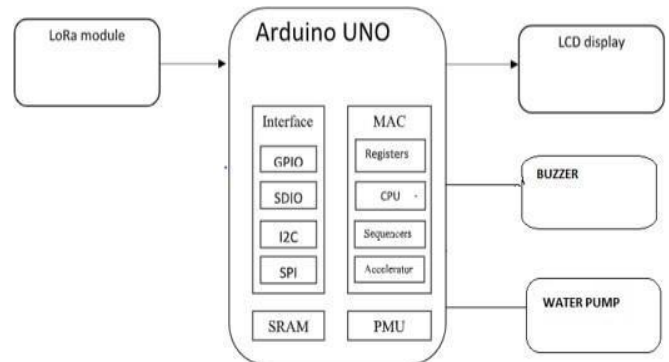 LoRa module
Arduino UNO
LCD display
Interface
MAC
GPIO
Registers
SDIO
CPU
I2C
Sequencers
SPI
Accelerator
SRAM
PMU
BUZZER
WATER PUMP